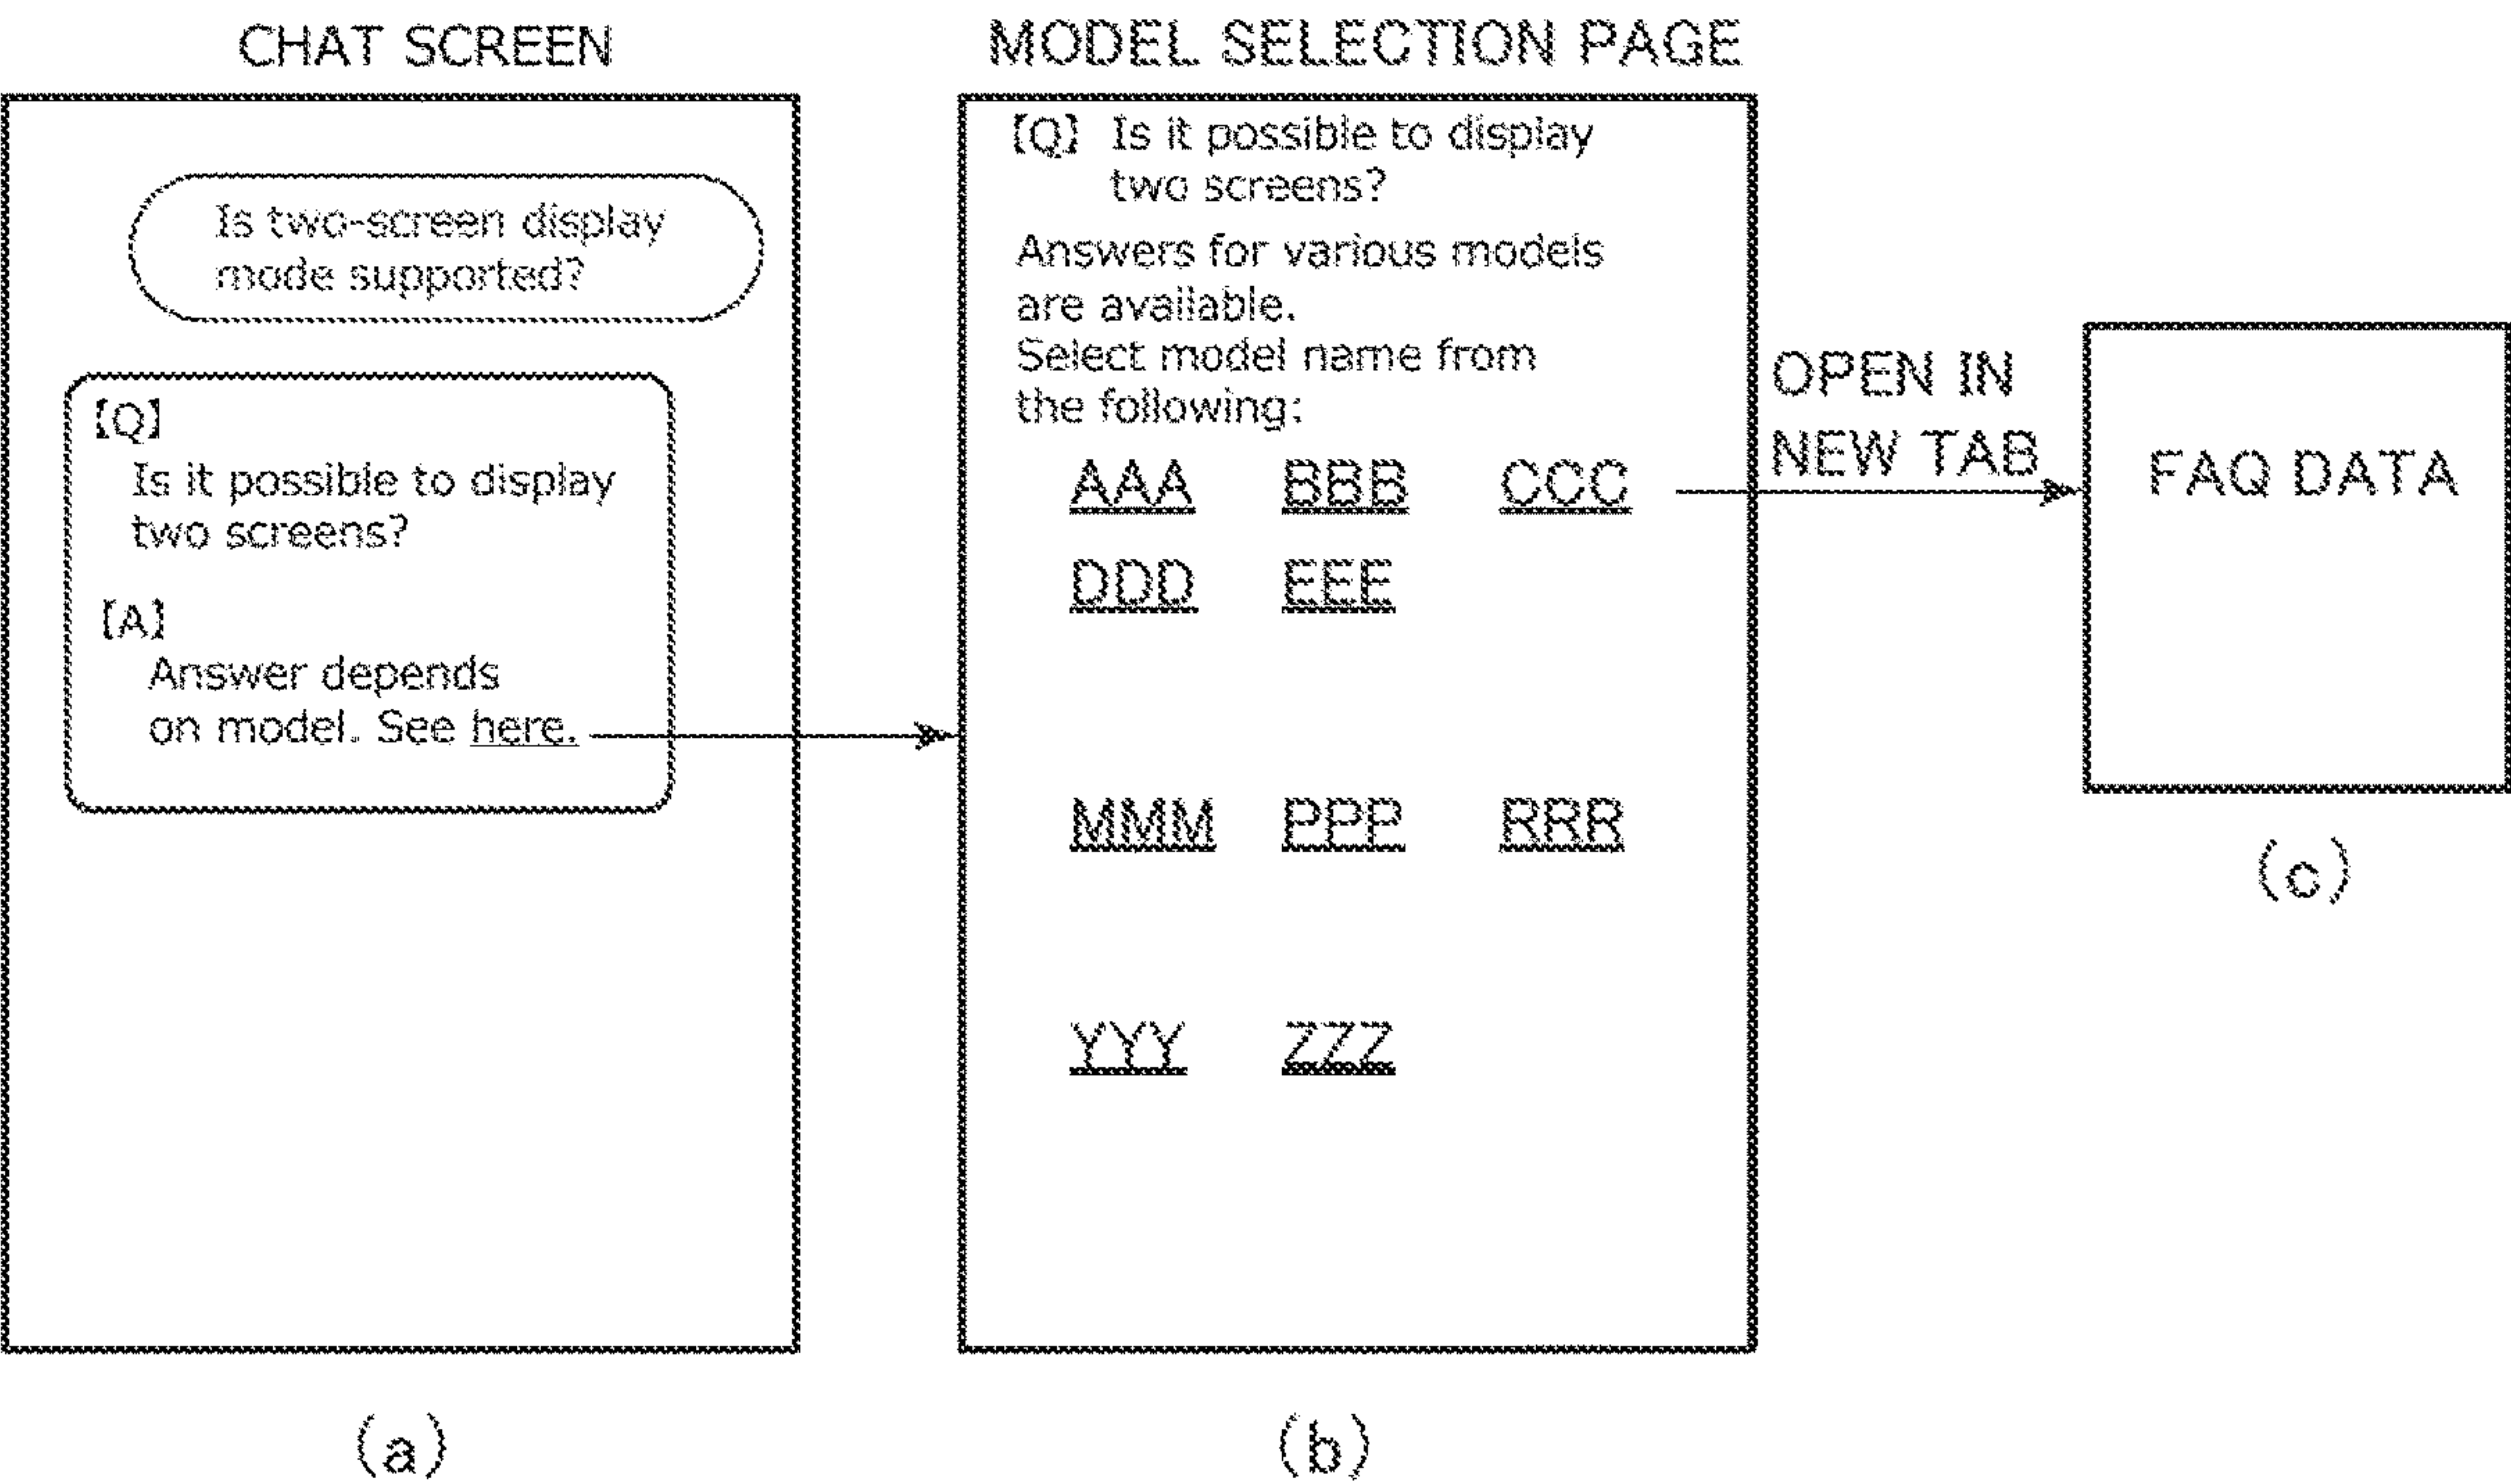 CHAT SCREEN
Is two-screen display
mode supported?
【Q】
Is it possible to display
two screens?
【A】
Answer depends
on model. See here.
(a)
MODEL SELECTION PAGE
【Q】 Is it possible to display
two screens?
Answers for various models
are available.
Select model name from
the following:
AAA BBB CCC
DDD EEE
MMM PPP RRR
YYY ZZZ
(b)
OPEN IN
NEW TAB
FAQ DATA
(c)